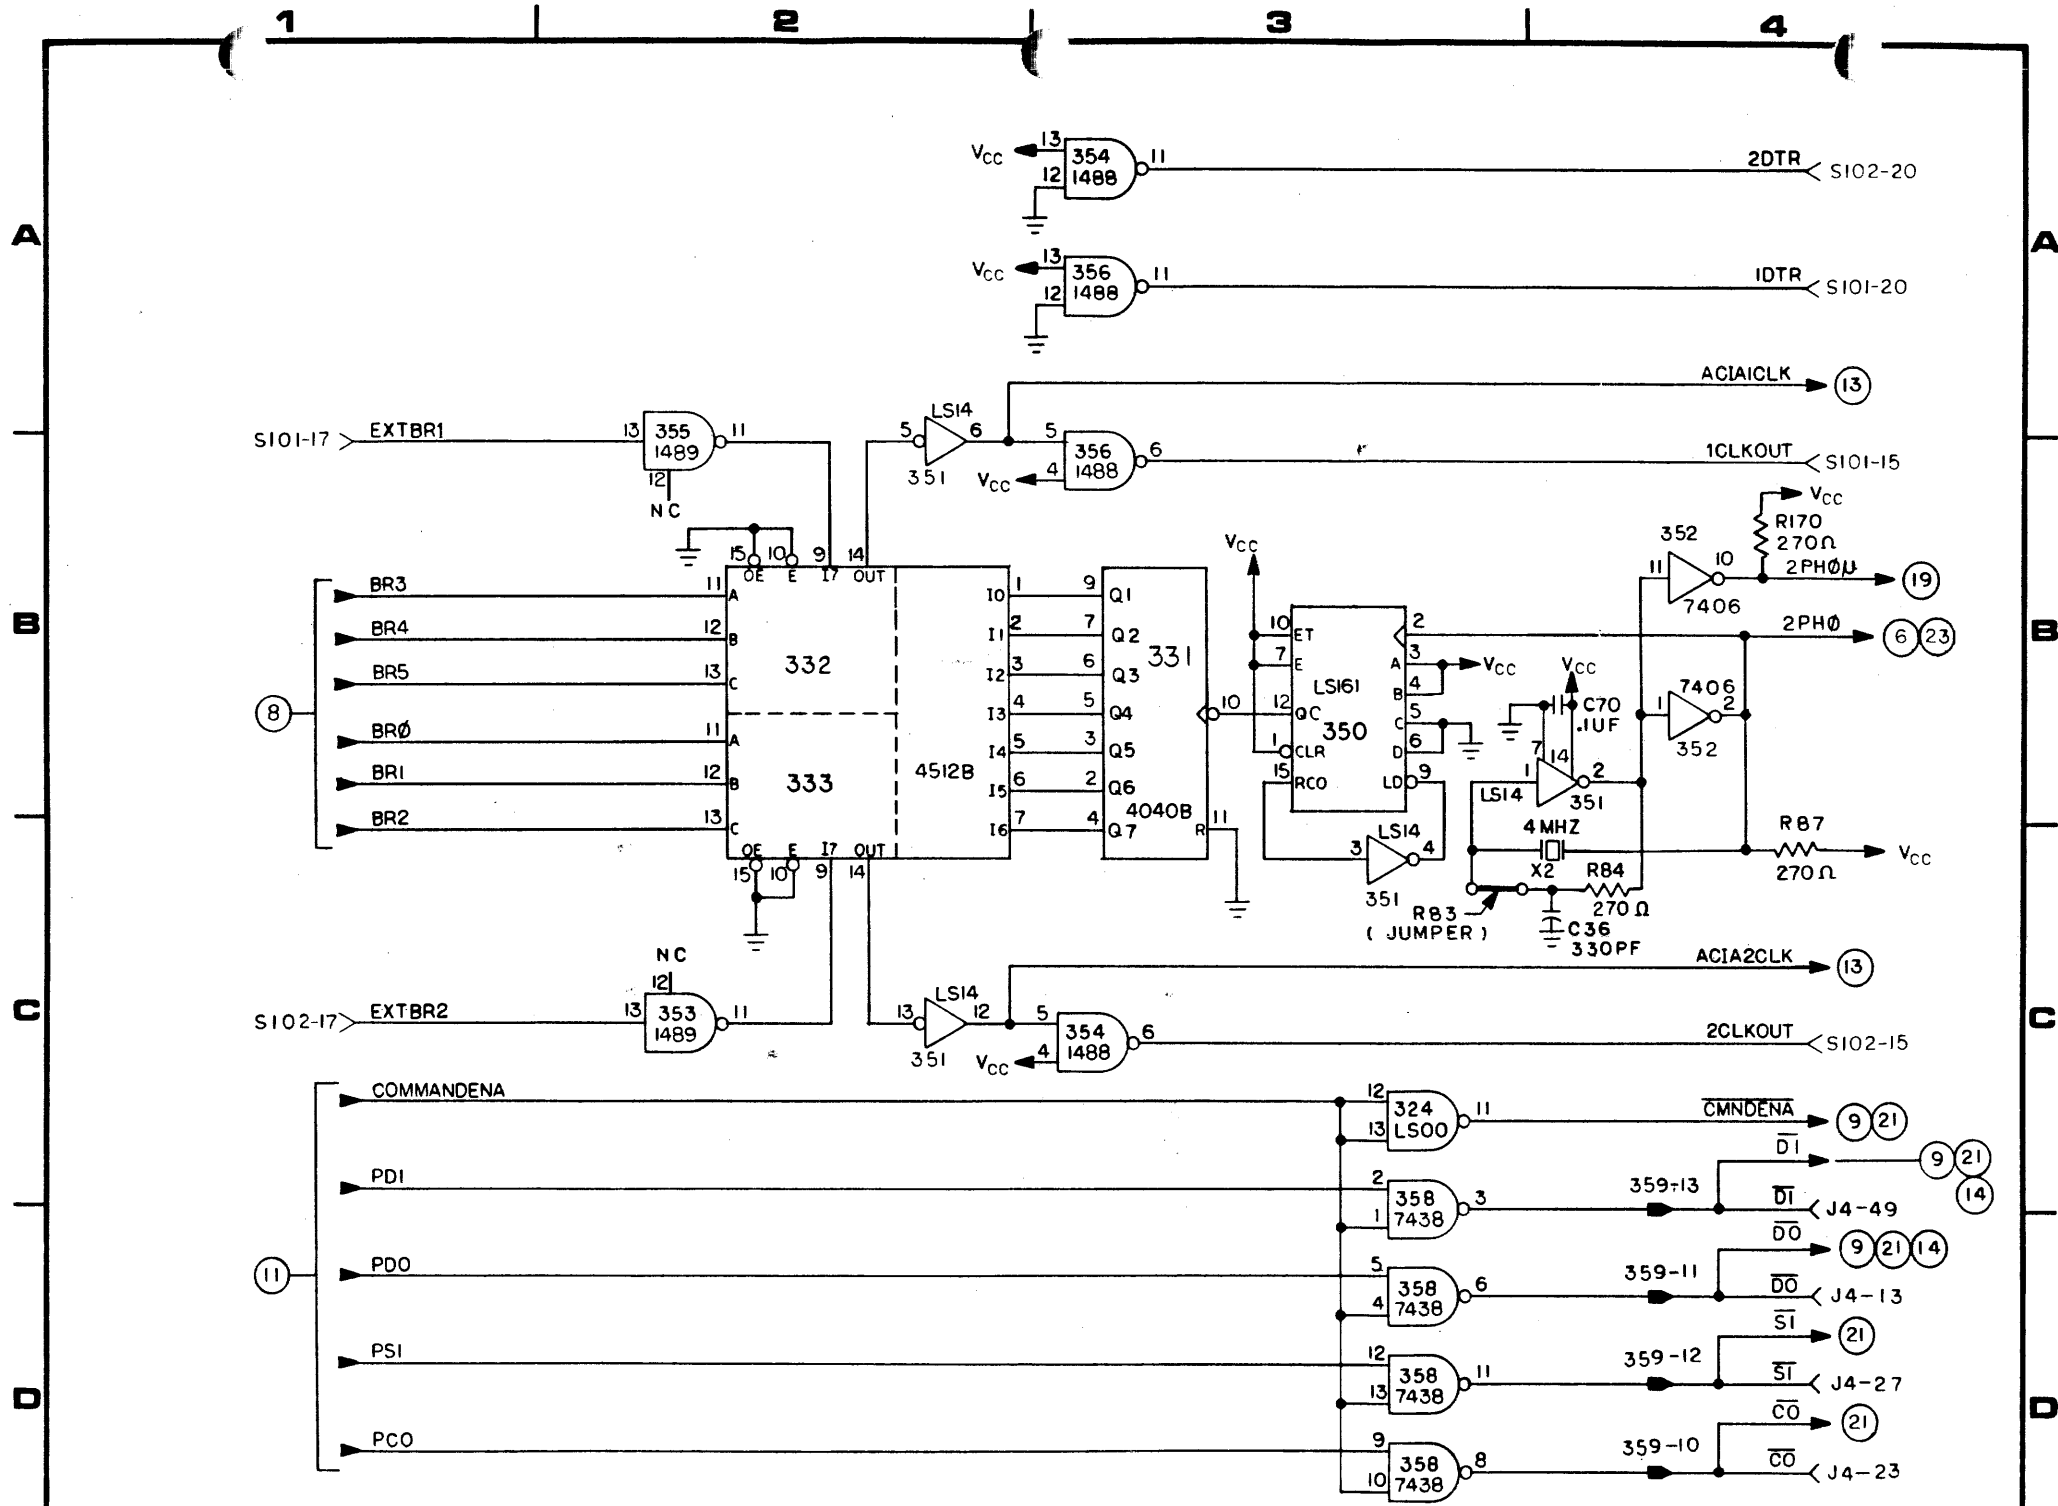 1 2 3 4
A A
B B
C C
D D
VCC 13 354 1488 11 2DTR S102-20
12
VCC 13 356 1488 11 1DTR S101-20
12
ACIA1CLK 13
S101-17 EXTBR1 13 355 1489 11
12
NC
LS14
5 6
351
5 356 1488 6 1CLKOUT S101-15
VCC 4
15 10 9 14
OE E I7 OUT
8
BR3 11 A
BR4 12 B
BR5 13 C
BRØ 11 A
BR1 12 B
BR2 13 C
332
333
4512B
OE E I7 OUT
15 10 9 14
I0 1 9 Q1
I1 2 7 Q2
I2 3 6 Q3
I3 4 5 Q4
I4 5 3 Q5
I5 6 2 Q6
I6 7 4 Q7
331
4040B
10
R 11
VCC
10 ET
7 E
12 QC
1 CLR
15 RCO
LS161
350
2
A 3 VCC
B 4
C 5
D 6
LD 9
LS14
3 4
351
VCC
R170
270Ω
352
11 10
7406
2PHØμ 19
2PHØ 6 23
VCC
C70
.1UF
7 14
1 2
LS14 351
7406
1 2
352
4 MHZ
X2
R87
270Ω
VCC
R84
270Ω
R83
( JUMPER )
C36
330PF
NC
12
S102-17 EXTBR2 13 353 1489 11
LS14
13 12
351
ACIA2CLK 13
5 354 1488 6 2CLKOUT S102-15
VCC 4
11
COMMANDENA 12 324 LS00 11 C̅M̅N̅D̅E̅N̅A̅ 9 21
13
D̅I̅ 9 21
14
PDI 2 358 7438 3 359-13 D̅I̅ J4-49
1
D̅O̅ 9 21 14
PDO 5 358 7438 6 359-11 D̅O̅ J4-13
4
S̅I̅ 21
PSI 12 358 7438 11 359-12 S̅I̅ J4-27
13
C̅O̅ 21
PCO 9 358 7438 8 359-10 C̅O̅ J4-23
10